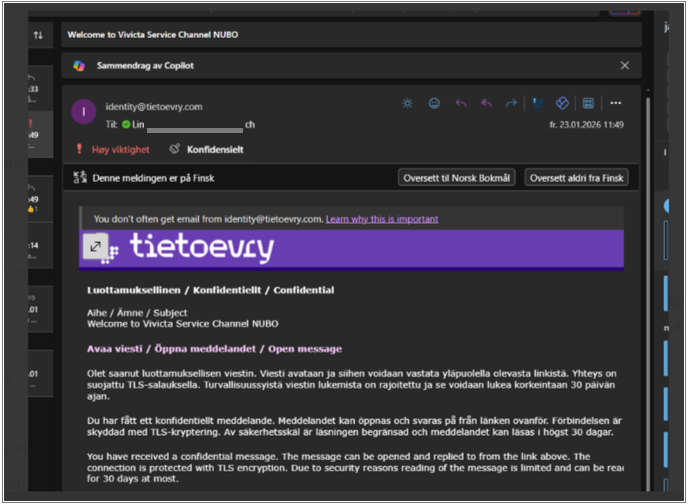 Welcome to Vivicta Service Channel NUBO
Sammendrag av Copilot
I
identity@tietoevry.com
Til: Lin ch
fr. 23.01.2026 11:49
Høy viktighet
Konfidensielt
Denne meldingen er på Finsk
Oversett til Norsk Bokmål
Oversett aldri fra Finsk
You don't often get email from identity@tietoevry.com. Learn why this is important
tietoevry
Luottamuksellinen / Konfidentiellt / Confidential
Aihe / Ämne / Subject
Welcome to Vivicta Service Channel NUBO
Avaa viesti / Öppna meddelandet / Open message
Olet saanut luottamuksellisen viestin. Viesti avataan ja siihen voidaan vastata yläpuolella olevasta linkistä. Yhteys on
suojattu TLS-salauksella. Turvallisuussyistä viestin lukemista on rajoitettu ja se voidaan lukea korkeintaan 30 päivän
ajan.
Du har fått ett konfidentiellt meddelande. Meddelandet kan öppnas och svaras på från länken ovanför. Förbindelsen är
skyddad med TLS-kryptering. Av säkerhetsskäl är läsningen begränsad och meddelandet kan läsas i högst 30 dagar.
You have received a confidential message. The message can be opened and replied to from the link above. The
connection is protected with TLS encryption. Due to security reasons reading of the message is limited and can be read
for 30 days at most.